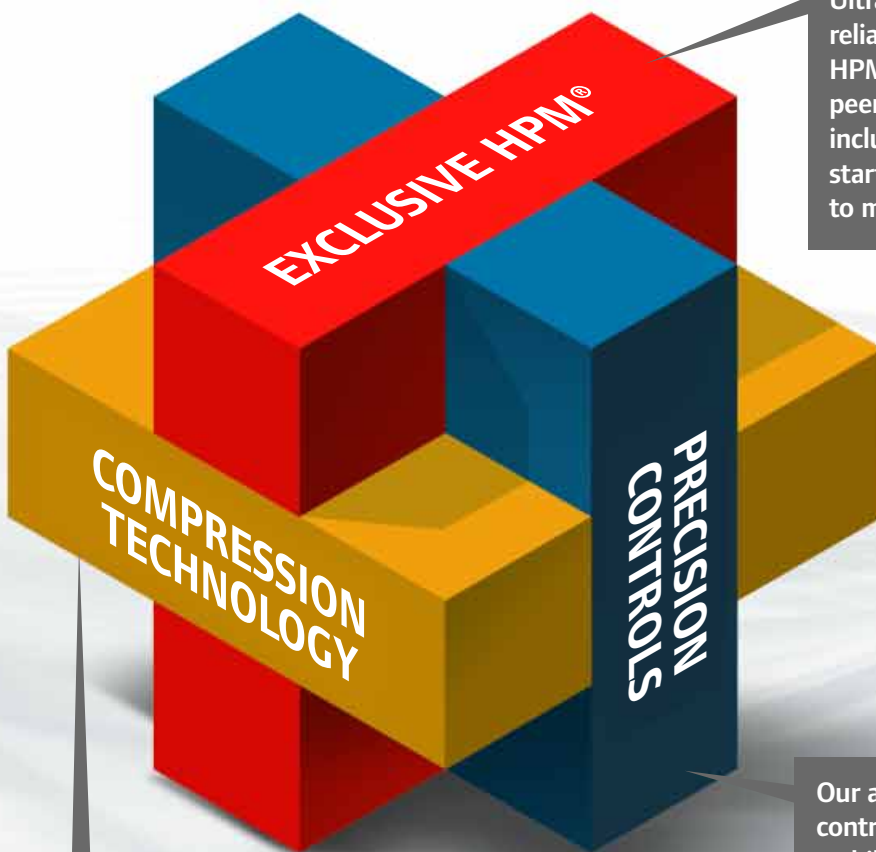 relia
HPM
peer
inclu
star
to m
EXCLUSIVE HPM®
COMPRESSION
TECHNOLOGY
PRECISION
CONTROLS
Our a
contr